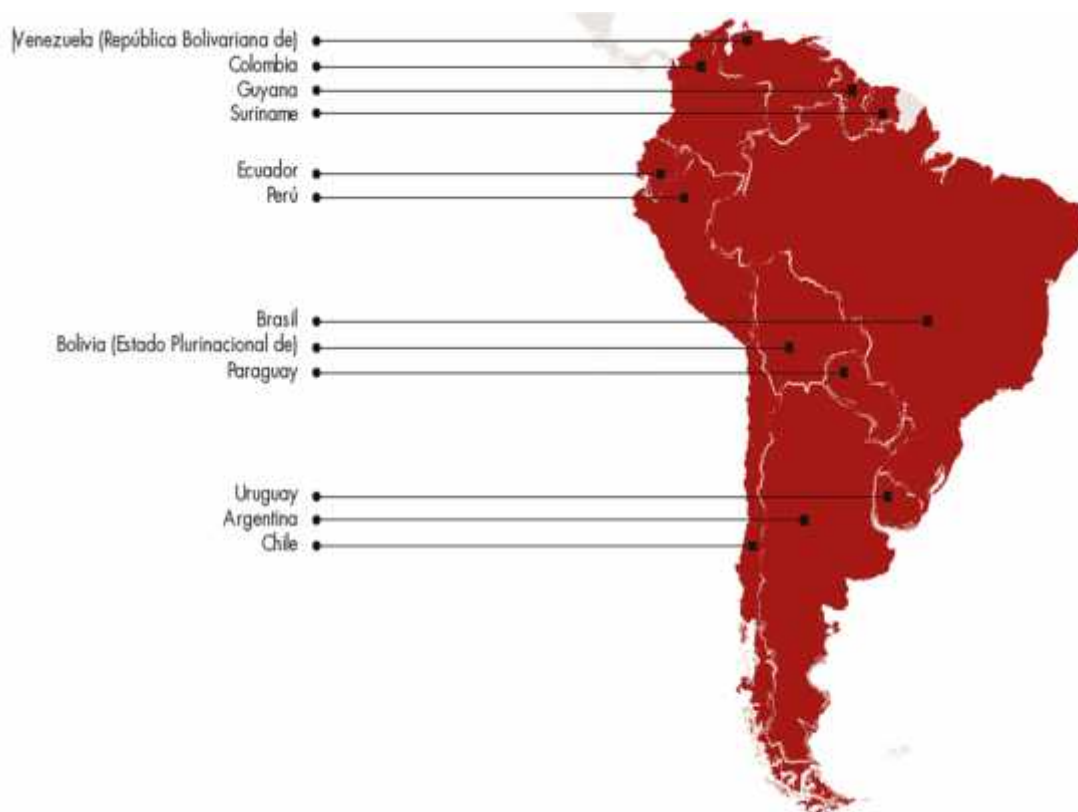 Venezuela (República Bolivariana de)
Colombia
Guyana
Suriname
Ecuador
Perú
Brasil
Bolivia (Estado Plurinacional de)
Paraguay
Uruguay
Argentina
Chile